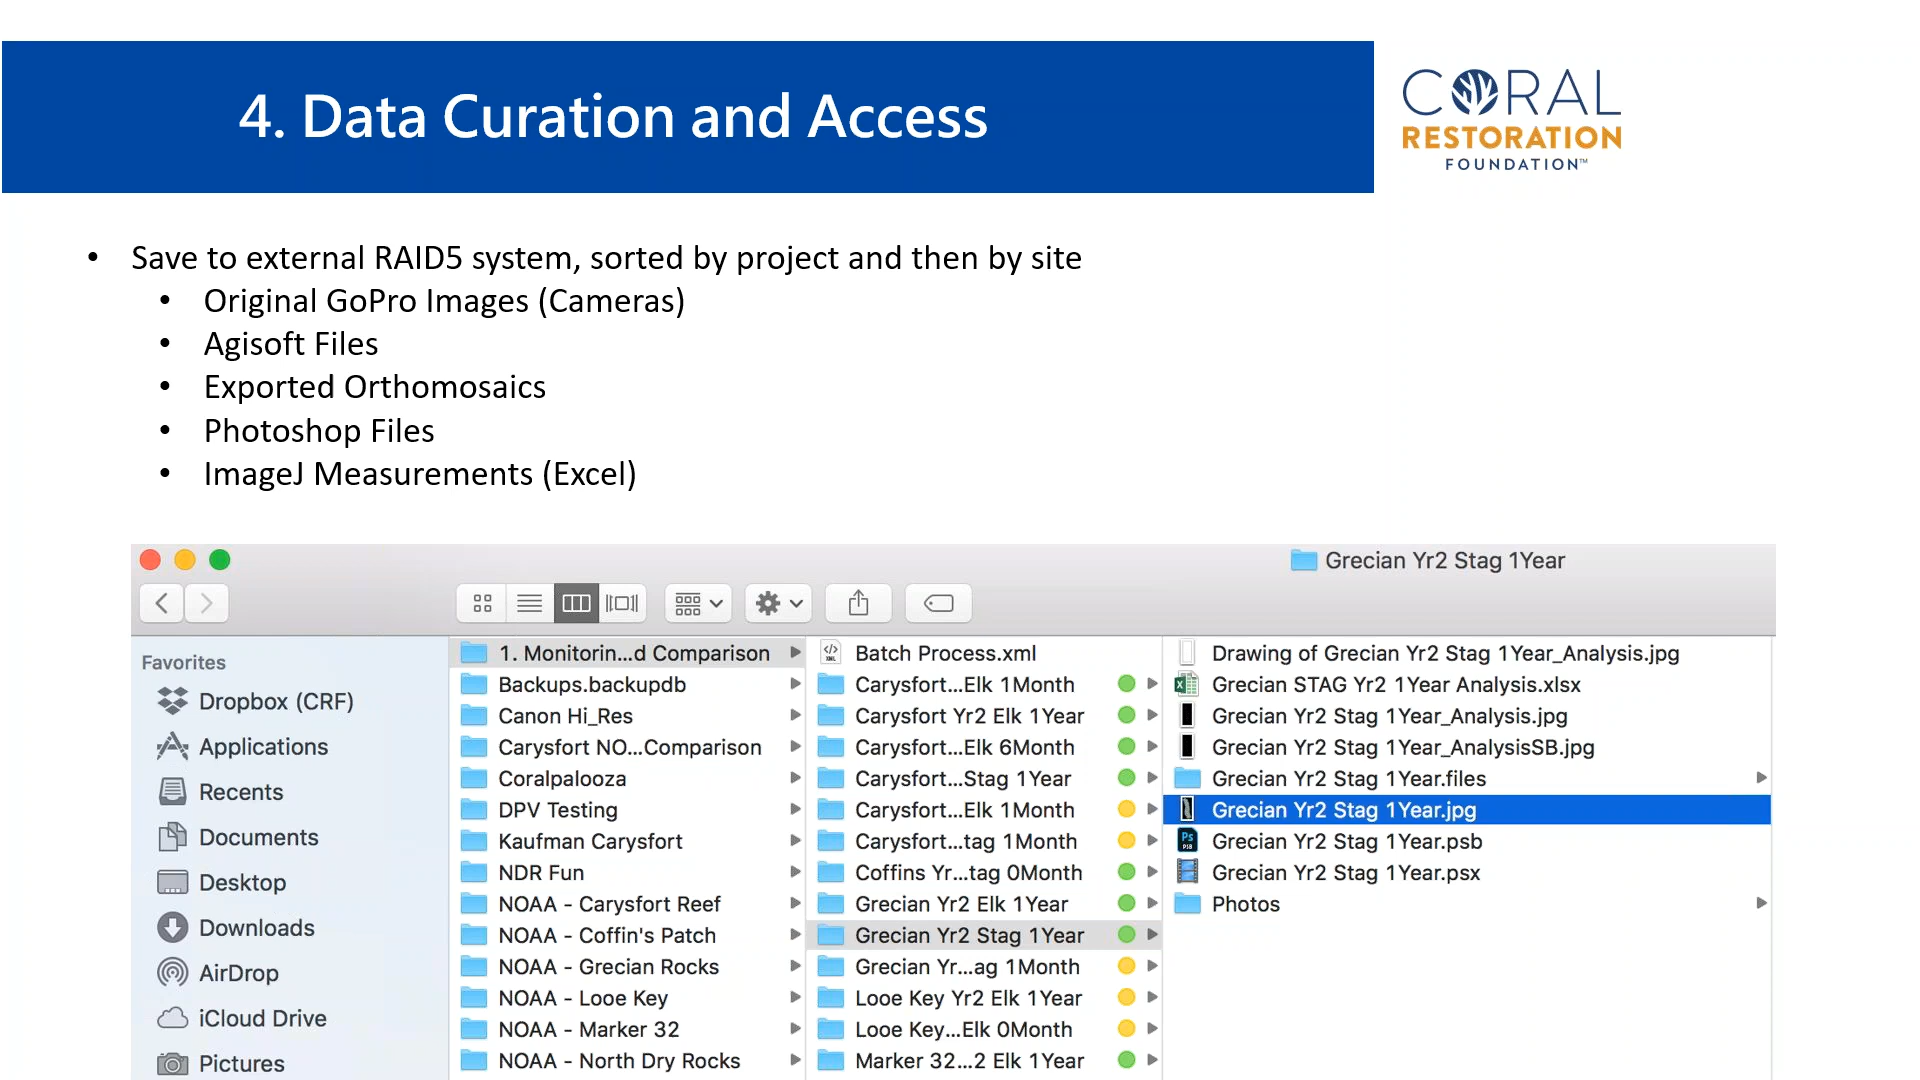 4. Data Curation and Access
CORAL
RESTORATION
FOUNDATION™
• Save to external RAID5 system, sorted by project and then by site
• Original GoPro Images (Cameras)
• Agisoft Files
• Exported Orthomosaics
• Photoshop Files
• ImageJ Measurements (Excel)
Grecian Yr2 Stag 1Year
Favorites
Dropbox (CRF)
Applications
Recents
Documents
Desktop
Downloads
AirDrop
iCloud Drive
Pictures
1. Monitorin...d Comparison
Backups.backupdb
Canon Hi_Res
Carysfort NO...Comparison
Coralpalooza
DPV Testing
Kaufman Carysfort
NDR Fun
NOAA - Carysfort Reef
NOAA - Coffin's Patch
NOAA - Grecian Rocks
NOAA - Looe Key
NOAA - Marker 32
NOAA - North Dry Rocks
Batch Process.xml
Carysfort...Elk 1Month
Carysfort Yr2 Elk 1Year
Carysfort...Elk 6Month
Carysfort...Stag 1Year
Carysfort...Elk 1Month
Carysfort...tag 1Month
Coffins Yr...tag 0Month
Grecian Yr2 Elk 1Year
Grecian Yr2 Stag 1Year
Grecian Yr...ag 1Month
Looe Key Yr2 Elk 1Year
Looe Key...Elk 0Month
Marker 32...2 Elk 1Year
Drawing of Grecian Yr2 Stag 1Year_Analysis.jpg
Grecian STAG Yr2 1Year Analysis.xlsx
Grecian Yr2 Stag 1Year_Analysis.jpg
Grecian Yr2 Stag 1Year_AnalysisSB.jpg
Grecian Yr2 Stag 1Year.files
Grecian Yr2 Stag 1Year.jpg
Grecian Yr2 Stag 1Year.psb
Grecian Yr2 Stag 1Year.psx
Photos